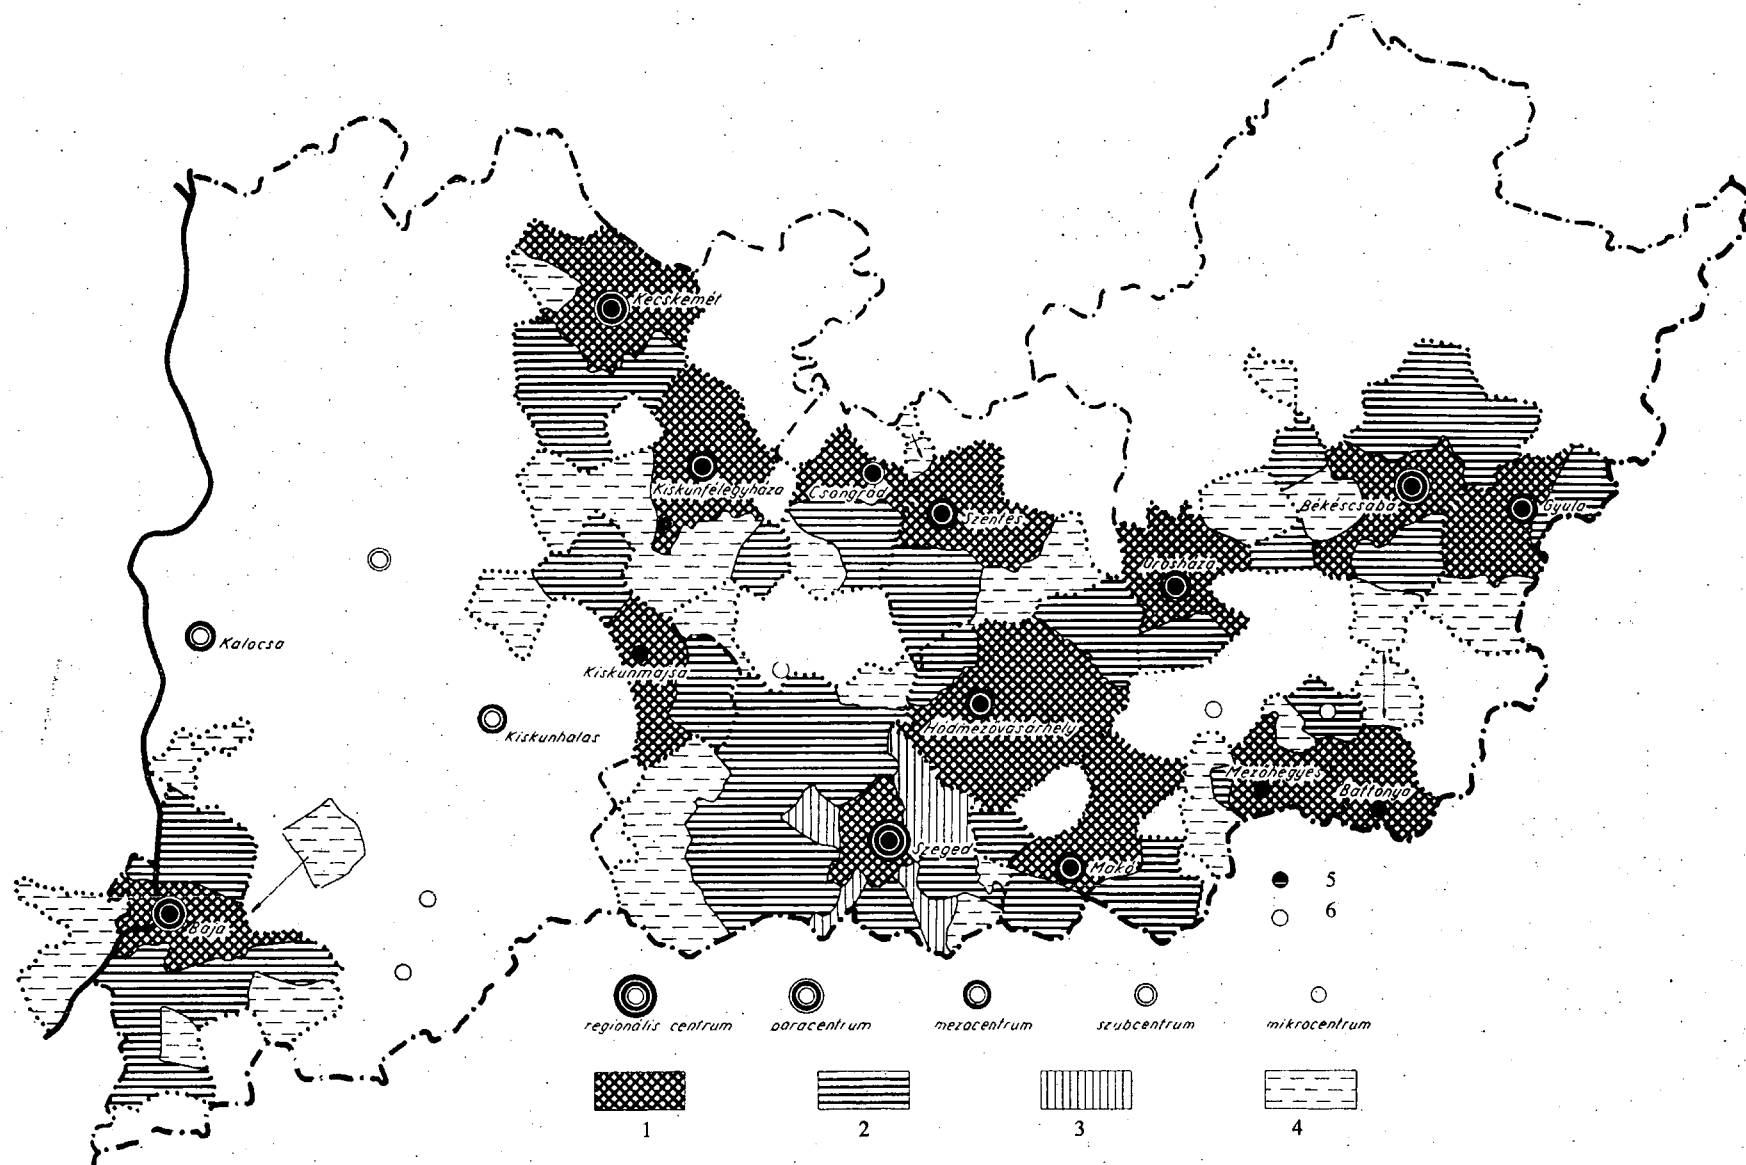 Kecskemét
Kiskunfélegyháza
Csongrád
Szentes
Békéscsaba
Gyula
Orosháza
Kalocsa
Kiskunmajsa
Kiskunhalas
Hódmezővásárhely
Mezőhegyes
Battonya
Szeged
Makó
Baja
5
6
regionális centrum
paracentrum
mezocentrum
szubcentrum
mikrocentrum
1
2
3
4